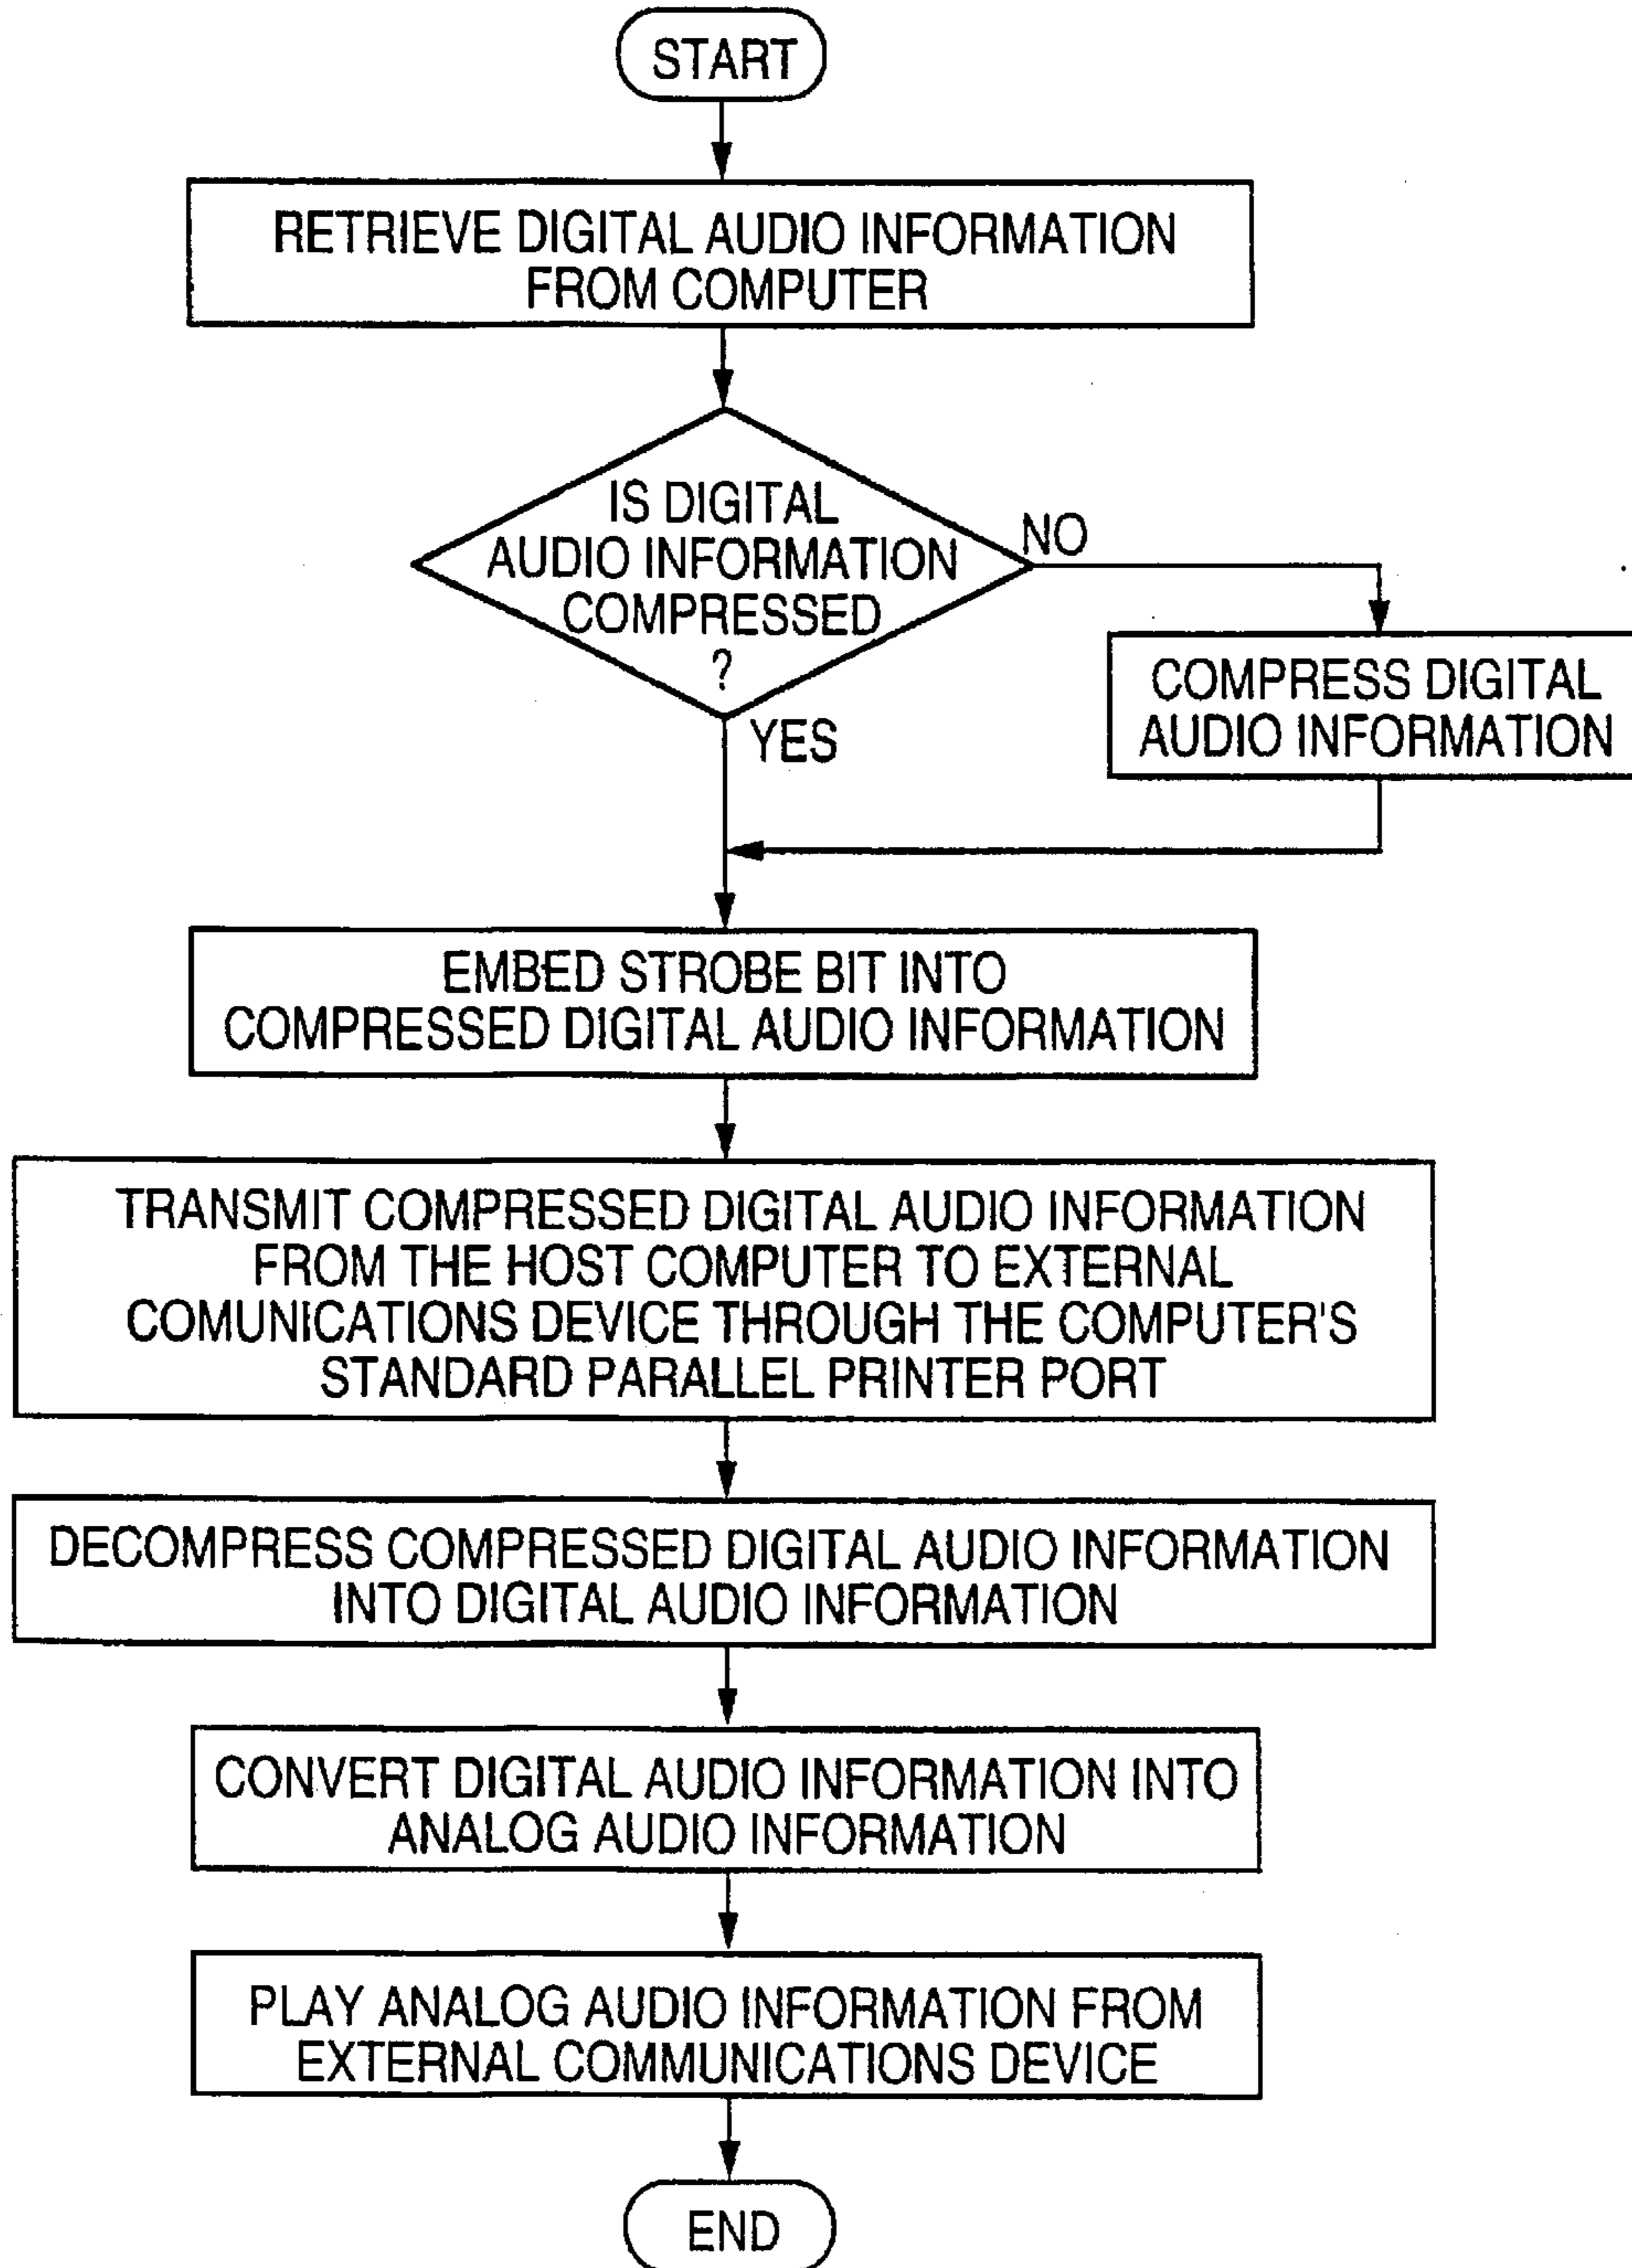 START
RETRIEVE DIGITAL AUDIO INFORMATION
FROM COMPUTER
IS DIGITAL
AUDIO INFORMATION
COMPRESSED
?
NO
YES
COMPRESS DIGITAL
AUDIO INFORMATION
EMBED STROBE BIT INTO
COMPRESSED DIGITAL AUDIO INFORMATION
TRANSMIT COMPRESSED DIGITAL AUDIO INFORMATION
FROM THE HOST COMPUTER TO EXTERNAL
COMUNICATIONS DEVICE THROUGH THE COMPUTER'S
STANDARD PARALLEL PRINTER PORT
DECOMPRESS COMPRESSED DIGITAL AUDIO INFORMATION
INTO DIGITAL AUDIO INFORMATION
CONVERT DIGITAL AUDIO INFORMATION INTO
ANALOG AUDIO INFORMATION
PLAY ANALOG AUDIO INFORMATION FROM
EXTERNAL COMMUNICATIONS DEVICE
END